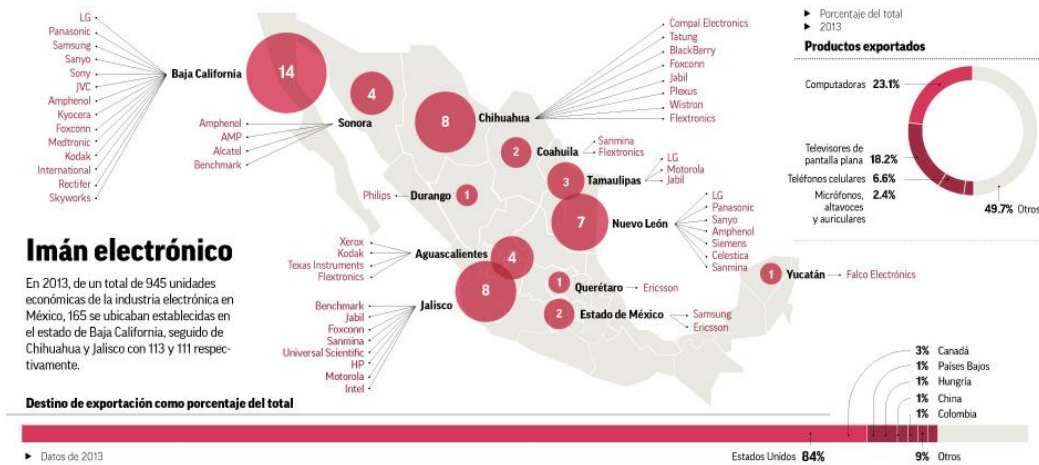 LG
Panasonic
Samsung
Sanyo
Sony
JVC
Amphenol
Kyocera
Foxconn
Medtronic
Kodak
International
Rectifer
Skyworks
14
Baja California
4
Sonora
Amphenol
AMP
Alcatel
Benchmark
8
Chihuahua
Compal Electronics
Tatung
BlackBerry
Foxconn
Jabil
Plexus
Wistron
Flextronics
2
Coahuila
Sanmina
Flextronics
3
Tamaulipas
LG
Motorola
Jabil
Philips
Durango
1
7
Nuevo León
LG
Panasonic
Sanyo
Amphenol
Siemens
Celestica
Sanmina
Xerox
Kodak
Texas Instruments
Flextronics
Aguascalientes
4
8
Jalisco
Benchmark
Jabil
Foxconn
Sanmina
Universal Scientific
HP
Motorola
Intel
1
Querétaro
Ericsson
2
Estado de México
Samsung
Ericsson
1
Yucatán
Falco Electrónics
Imán electrónico
En 2013, de un total de 945 unidades
económicas de la industria electrónica en
México, 165 se ubicaban establecidas en
el estado de Baja California, seguido de
Chihuahua y Jalisco con 113 y 111 respec-
tivamente.
Porcentaje del total
2013
Productos exportados
Computadoras 23.1%
Televisores de
pantalla plana 18.2%
Teléfonos celulares 6.6%
Micrófonos, 2.4%
altavoces
y auriculares
49.7% Otros
Destino de exportación como porcentaje del total
3% Canadá
1% Países Bajos
1% Hungría
1% China
1% Colombia
Datos de 2013
Estados Unidos 84%
9% Otros